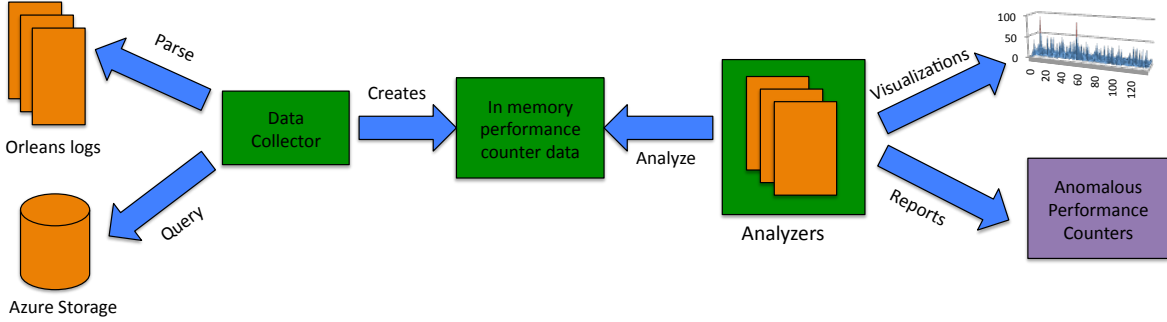 Parse
Orleans logs
Data
Collector
Query
Azure Storage
Creates
In memory
performance
counter data
Analyze
Analyzers
Visualizations
Reports
100
50
0
0
20
40
60
80
100
120
Anomalous
Performance
Counters